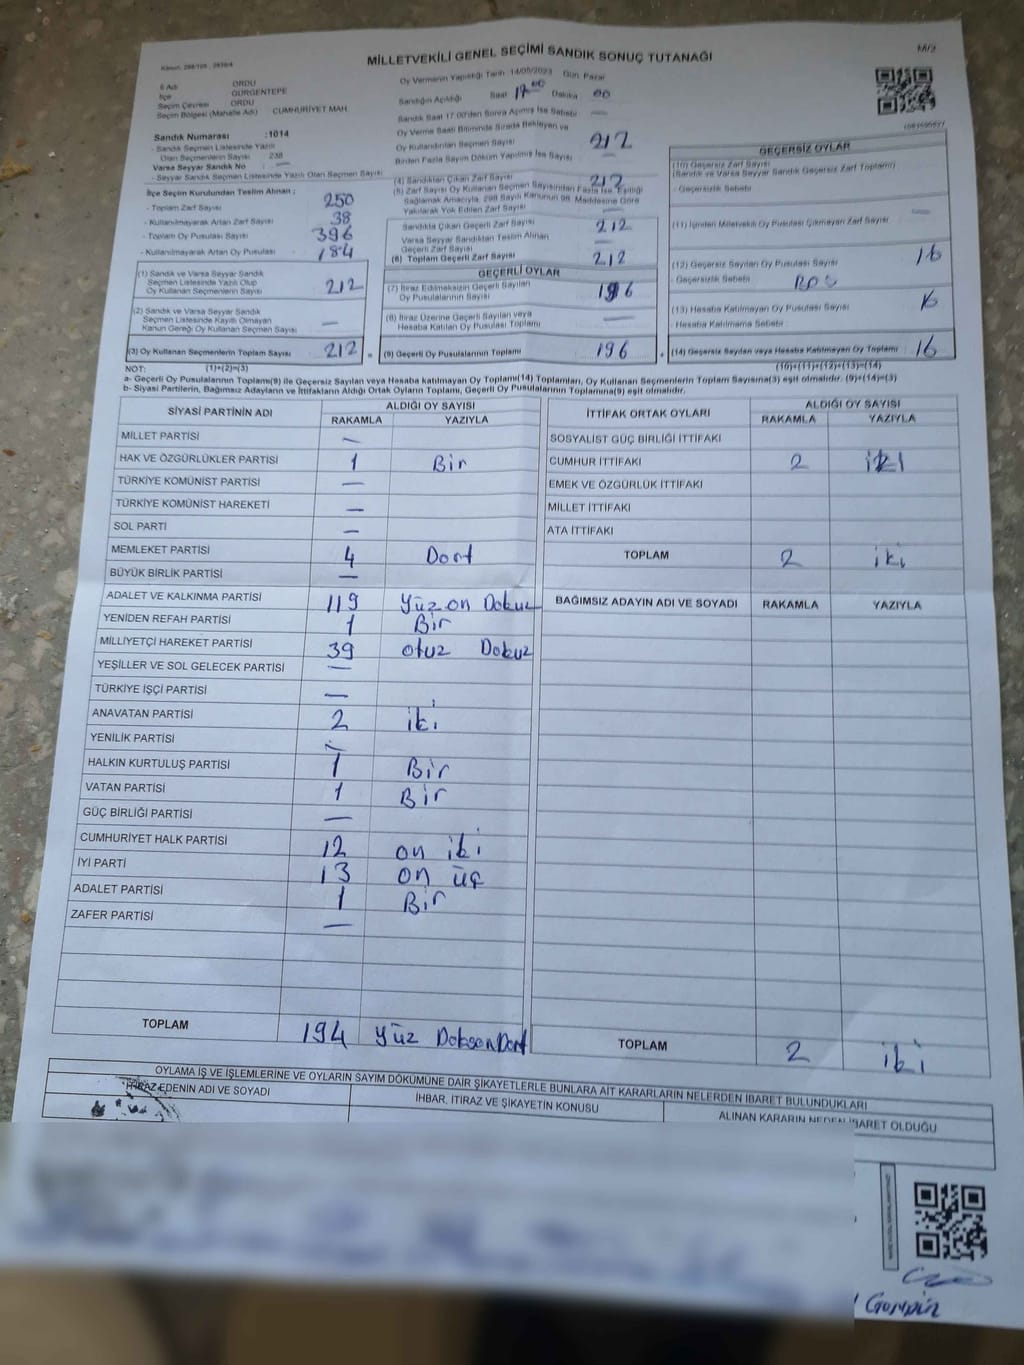 MİLLETVEKİLİ GENEL SEÇİMİ SANDIK SONUÇ TUTANAĞI
İl Adı ORDU
İlçe GÜRGENTEPE
Seçim Çevresi ORDU
Seçim Bölgesi (Mahalle Adı) CUMHURİYET MAH.
Sandık Numarası :1014
Sandık Seçmen Listesinde Yazılı
Olan Seçmenlerin Sayısı 238
Varsa Seyyar Sandık No —
- Seyyar Sandık Seçmen Listesinde Yazılı Olan Seçmen Sayısı
İlçe Seçim Kurulundan Teslim Alınan ;
- Toplam Zarf Sayısı 250
- Kullanılmayarak Artan Zarf Sayısı 38
- Toplam Oy Pusulası Sayısı 396
- Kullanılmayarak Artan Oy Pusulası 184
(1) Sandık ve Varsa Seyyar Sandık
Seçmen Listesinde Yazılı Olup
Oy Kullanan Seçmenlerin Sayısı 212
(2) Sandık ve Varsa Seyyar Sandık
Seçmen Listesinde Kayıtlı Olmayan
Kanun Gereği Oy Kullanan Seçmen Sayısı —
(3) Oy Kullanan Seçmenlerin Toplam Sayısı 212
(1)+(2)=(3)
Oy Vermenin Yapıldığı Tarih 14/05/2023 Gün Pazar
Sandığın Açıldığı Saat 17 00 Dakika 00
Sandık Saat 17:00'den Sonra Açılmış İse Sebebi —
Oy Verme Saati Bitiminde Sırada Bekleyen ve
Oy Kullandırılan Seçmen Sayısı 212
Birden Fazla Sayım Döküm Yapılmış İse Sayısı —
(4) Sandıktan Çıkan Zarf Sayısı 212
(5) Zarf Sayısı Oy Kullanan Seçmen Sayısından Fazla İse, Eşitliği
Sağlamak Amacıyla, 298 Sayılı Kanunun 98. Maddesine Göre
Yakılarak Yok Edilen Zarf Sayısı —
Sandıkta Çıkan Geçerli Zarf Sayısı 212
Varsa Seyyar Sandıktan Teslim Alınan
Geçerli Zarf Sayısı —
(6) Toplam Geçerli Zarf Sayısı 212
GEÇERLİ OYLAR
(7) İtiraz Edilmeksizin Geçerli Sayılan
Oy Pusulalarının Sayısı 196
(8) İtiraz Üzerine Geçerli Sayılan veya
Hesaba Katılan Oy Pusulası Toplamı —
(9) Geçerli Oy Pusulalarının Toplamı 196
M/2
GEÇERSİZ OYLAR
(10) Geçersiz Zarf Sayısı
(Sandık ve Varsa Seyyar Sandık Geçersiz Zarf Toplamı)
- Geçersizlik Sebebi
(11) İçinden Milletvekili Oy Pusulası Çıkmayan Zarf Sayısı —
(12) Geçersiz Sayılan Oy Pusulası Sayısı 16
- Geçersizlik Sebebi
(13) Hesaba Katılmayan Oy Pusulası Sayısı
- Hesaba Katılmama Sebebi
(14) Geçersiz Sayılan veya Hesaba Katılmayan Oy Toplamı 16
(10)+(11)+(12)+(13)=(14)
NOT:
a- Geçerli Oy Pusulalarının Toplamı(9) ile Geçersiz Sayılan veya Hesaba katılmayan Oy Toplamı(14) Toplamları, Oy Kullanan Seçmenlerin Toplam Sayısına(3) eşit olmalıdır. (9)+(14)=(3)
b- Siyasi Partilerin, Bağımsız Adayların ve İttifakların Aldığı Ortak Oyların Toplamı, Geçerli Oy Pusulalarının Toplamına(9) eşit olmalıdır.
SİYASİ PARTİNİN ADI ALDIĞI OY SAYISI
RAKAMLA YAZIYLA
MİLLET PARTİSİ —
HAK VE ÖZGÜRLÜKLER PARTİSİ 1 Bir
TÜRKİYE KOMÜNİST PARTİSİ —
TÜRKİYE KOMÜNİST HAREKETİ —
SOL PARTİ —
MEMLEKET PARTİSİ 4 Dort
BÜYÜK BİRLİK PARTİSİ —
ADALET VE KALKINMA PARTİSİ 119 Yüz on Dokuz
YENİDEN REFAH PARTİSİ 1 Bir
MİLLİYETÇİ HAREKET PARTİSİ 39 otuz Dokuz
YEŞİLLER VE SOL GELECEK PARTİSİ —
TÜRKİYE İŞÇİ PARTİSİ —
ANAVATAN PARTİSİ 2 iki
YENİLİK PARTİSİ —
HALKIN KURTULUŞ PARTİSİ 1 Bir
VATAN PARTİSİ 1 Bir
GÜÇ BİRLİĞİ PARTİSİ —
CUMHURİYET HALK PARTİSİ 12 on iki
İYİ PARTİ 13 on üç
ADALET PARTİSİ 1 Bir
ZAFER PARTİSİ —
TOPLAM 194 Yüz Doksan Dort
İTTİFAK ORTAK OYLARI ALDIĞI OY SAYISI
RAKAMLA YAZIYLA
SOSYALİST GÜÇ BİRLİĞİ İTTİFAKI
CUMHUR İTTİFAKI 2 iki
EMEK VE ÖZGÜRLÜK İTTİFAKI
MİLLET İTTİFAKI
ATA İTTİFAKI
TOPLAM 2 iki
BAĞIMSIZ ADAYIN ADI VE SOYADI RAKAMLA YAZIYLA
TOPLAM 2 iki
OYLAMA İŞ VE İŞLEMLERİNE VE OYLARIN SAYIM DÖKÜMÜNE DAİR ŞİKAYETLERLE BUNLARA AİT KARARLARIN NELERDEN İBARET BULUNDUKLARI
İTİRAZ EDENİN ADI VE SOYADI
İHBAR, İTİRAZ VE ŞİKAYETİN KONUSU
ALINAN KARARIN NEDEN İBARET OLDUĞU